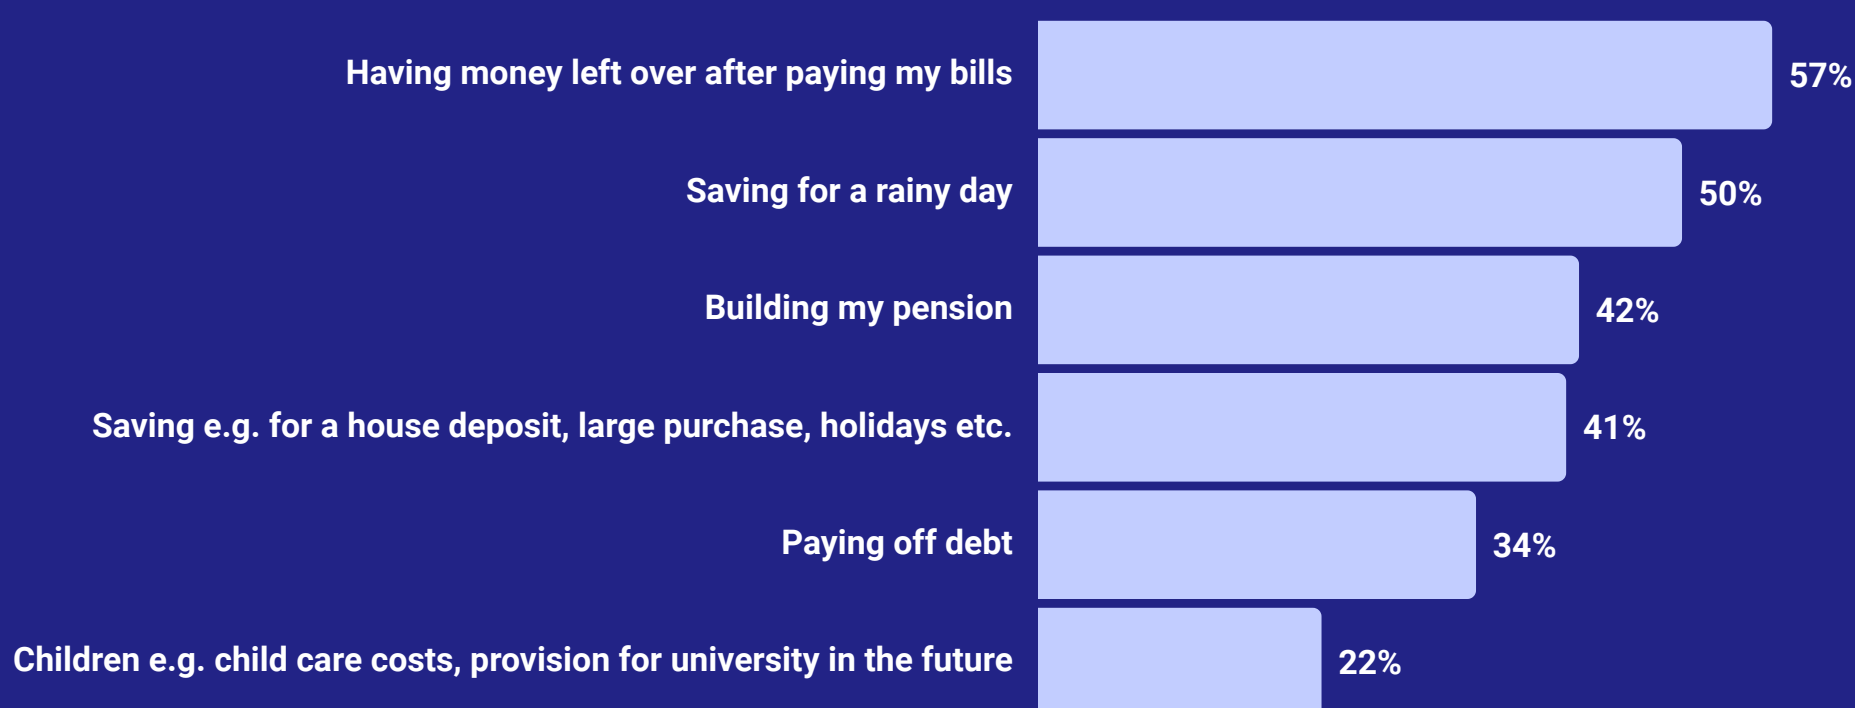 Having money left over after paying my bills 57%
Saving for a rainy day 50%
Building my pension 42%
Saving e.g. for a house deposit, large purchase, holidays etc. 41%
Paying off debt 34%
Children e.g. child care costs, provision for university in the future 22%